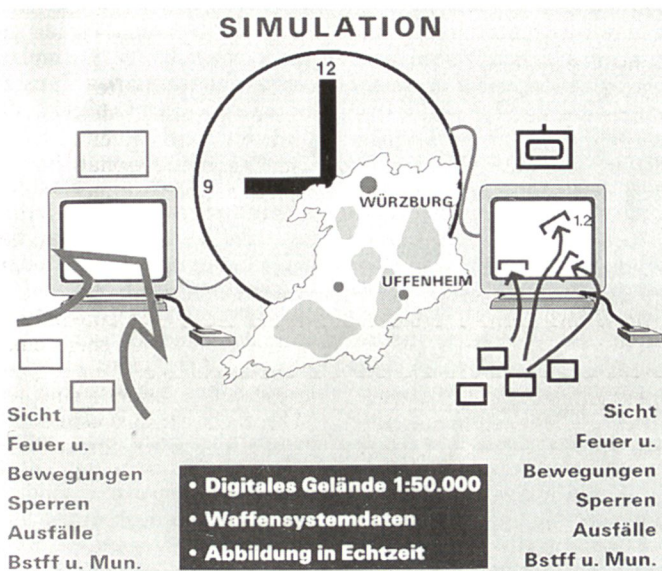 SIMULATION
12
9
WÜRZBURG
1.2
UFFENHEIM
Sicht
Feuer u.
Bewegungen
Sperren
Ausfälle
Bstff u. Mun.
• Digitales Gelände 1:50.000
• Waffensystemdaten
• Abbildung in Echtzeit
Sicht
Feuer u.
Bewegungen
Sperren
Ausfälle
Bstff u. Mun.